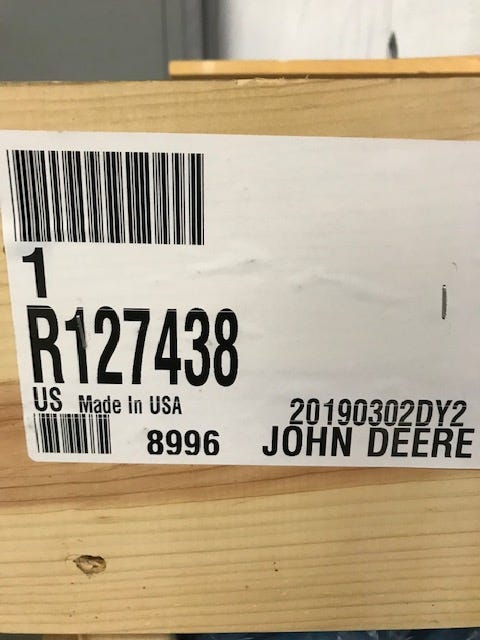 1
R127438
US Made In USA
20190302DY2
8996 JOHN DEERE